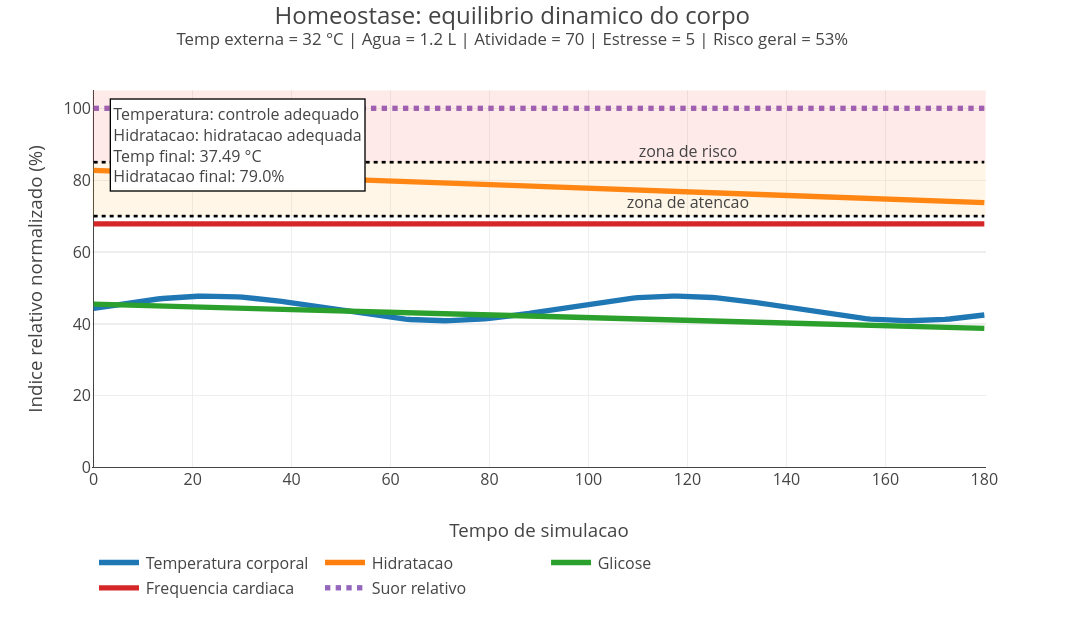 Homeostase: equilibrio dinamico do corpo
Temp externa = 32 °C | Agua = 1.2 L | Atividade = 70 | Estresse = 5 | Risco geral = 53%
Indice relativo normalizado (%)
100
80
60
40
20
0
Temperatura: controle adequado
Hidratacao: hidratacao adequada
Temp final: 37.49 °C
Hidratacao final: 79.0%
zona de risco
zona de atencao
0 20 40 60 80 100 120 140 160 180
Tempo de simulacao
Temperatura corporal Hidratacao Glicose
Frequencia cardiaca Suor relativo